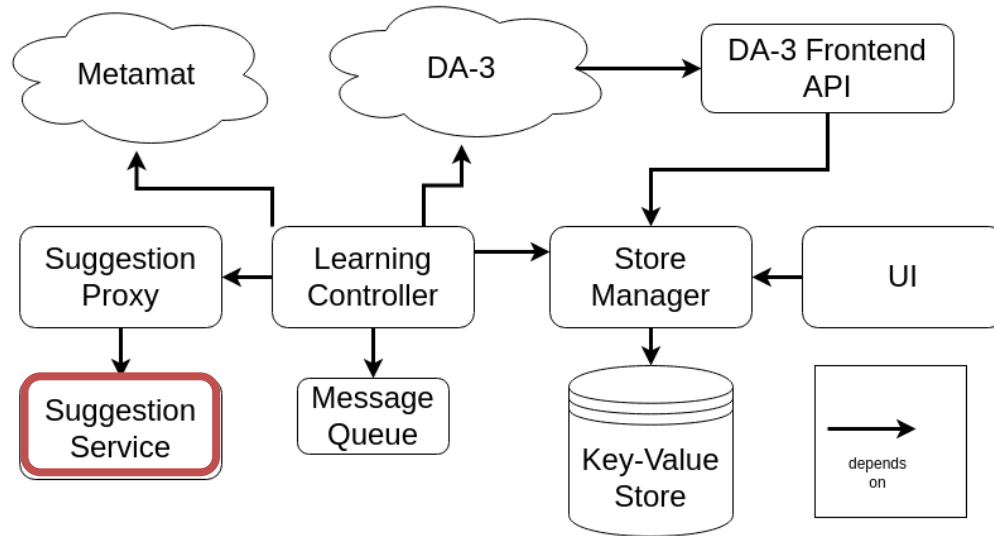 Metamat
DA-3
DA-3 Frontend
API
Suggestion
Proxy
Learning
Controller
Store
Manager
UI
Suggestion
Service
Message
Queue
Key-Value
Store
depends
on